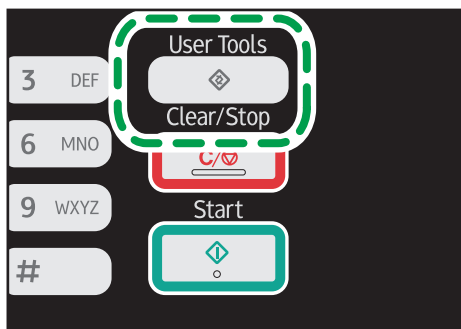 User Tools
3 DEF
Clear/Stop
6 MNO
C/
9 WXYZ
Start
#